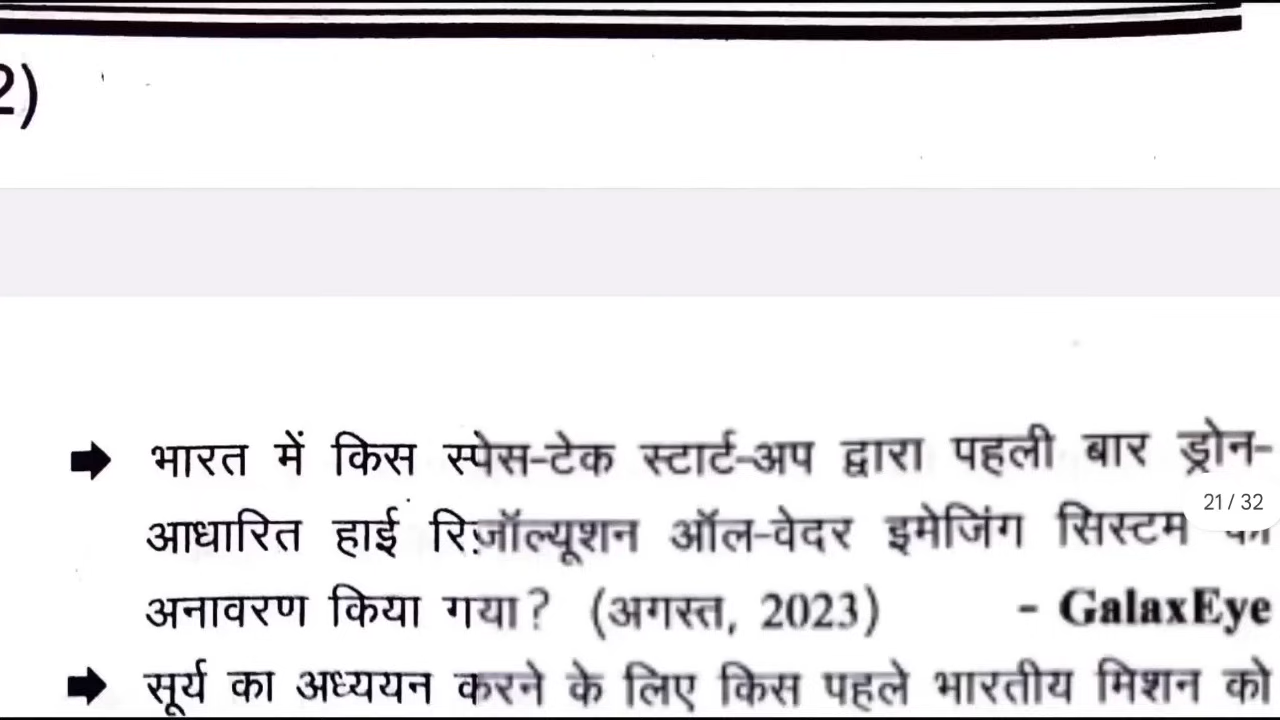 2)
➡ भारत में किस स्पेस-टेक स्टार्ट-अप द्वारा पहली बार ड्रोन-
21 / 32
आधारित हाई रिज़ॉल्यूशन ऑल-वेदर इमेजिंग सिस्टम
अनावरण किया गया? (अगस्त, 2023) - GalaxEye
➡ सूर्य का अध्ययन करने के लिए किस पहले भारतीय मिशन को